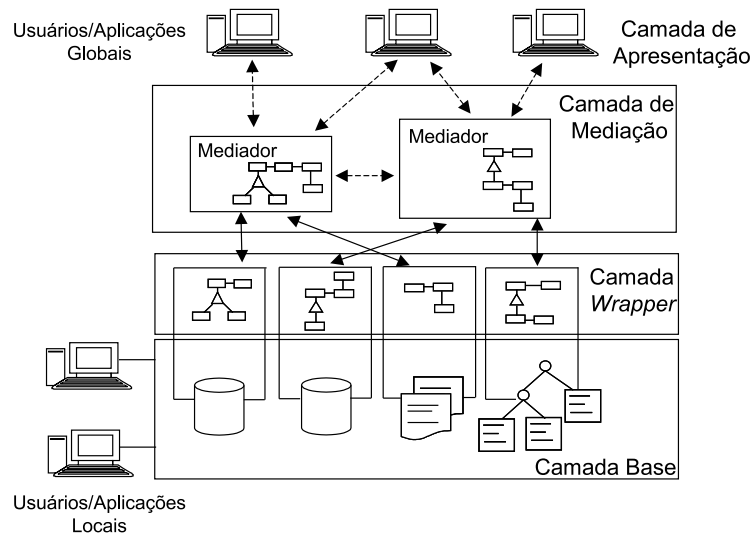 Usuários/Aplicações
Globais
Camada de
Apresentação
Camada de
Mediação
Mediador
Mediador
Camada
Wrapper
Camada Base
Usuários/Aplicações
Locais